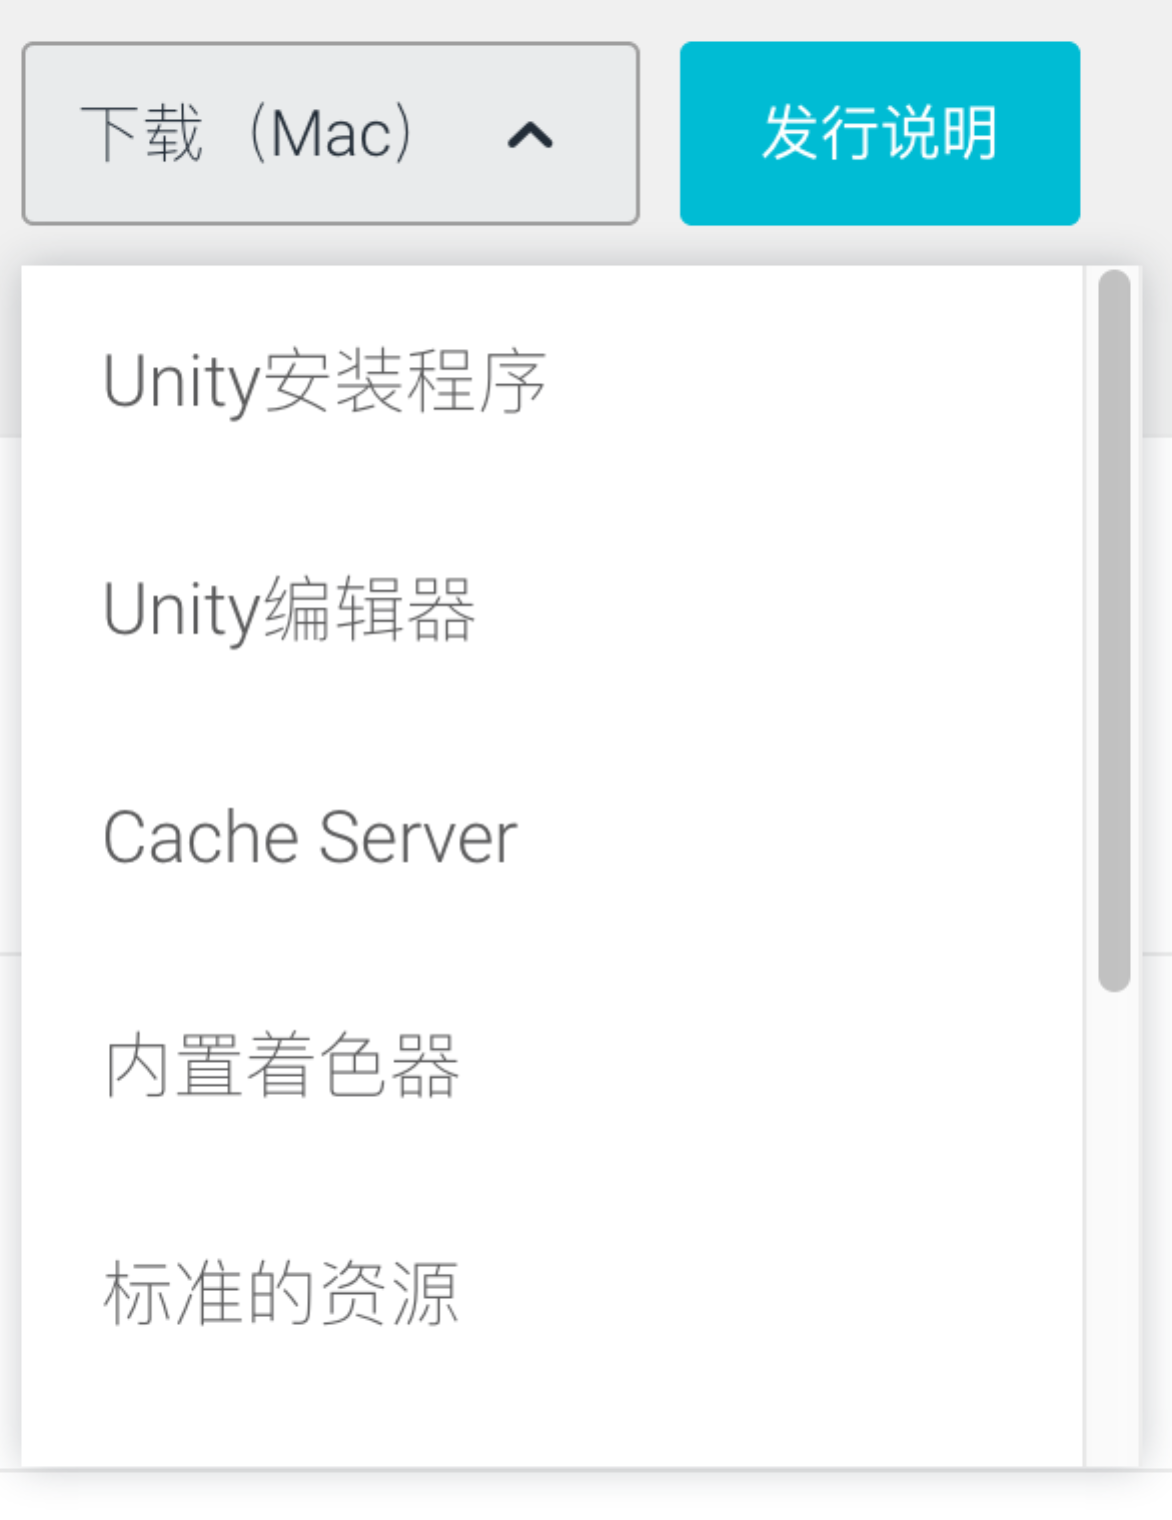 下载（Mac）
发行说明
Unity安装程序
Unity编辑器
Cache Server
内置着色器
标准的资源